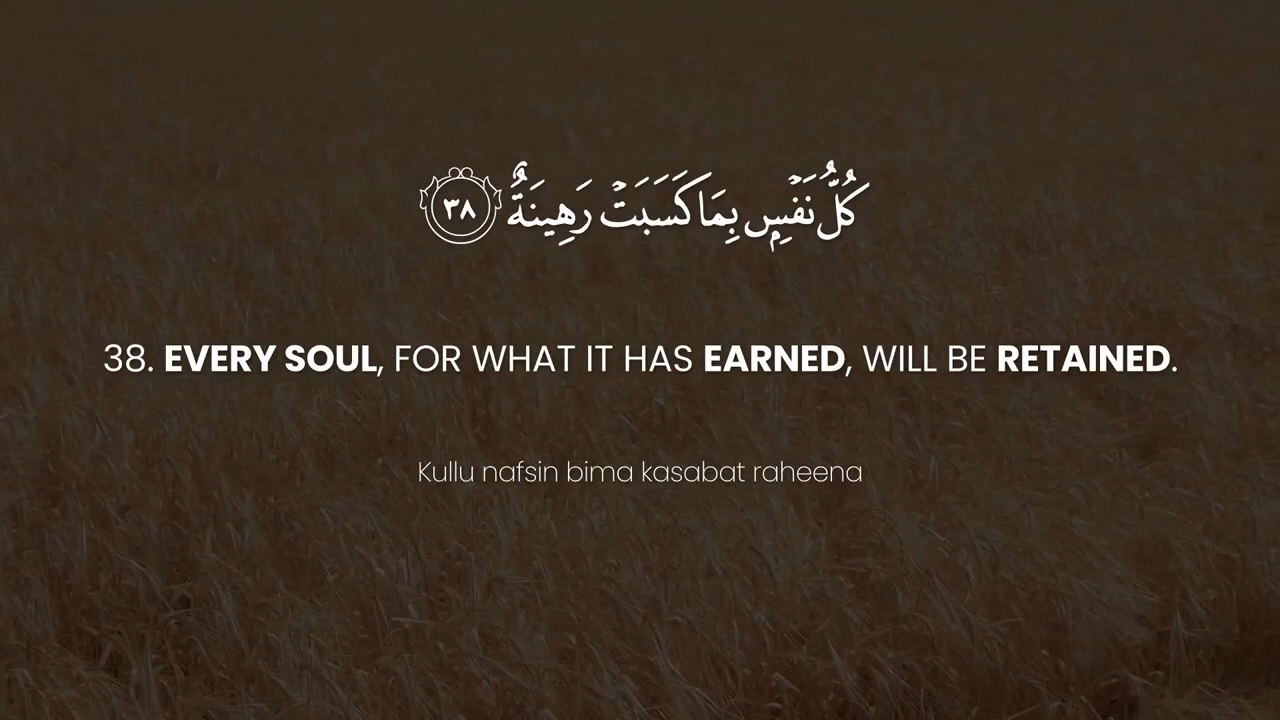 كُلُّ نَفۡسِۭ بِمَا كَسَبَتۡ رَهِينَةٌ ٣٨
38. EVERY SOUL, FOR WHAT IT HAS EARNED, WILL BE RETAINED.
Kullu nafsin bima kasabat raheena